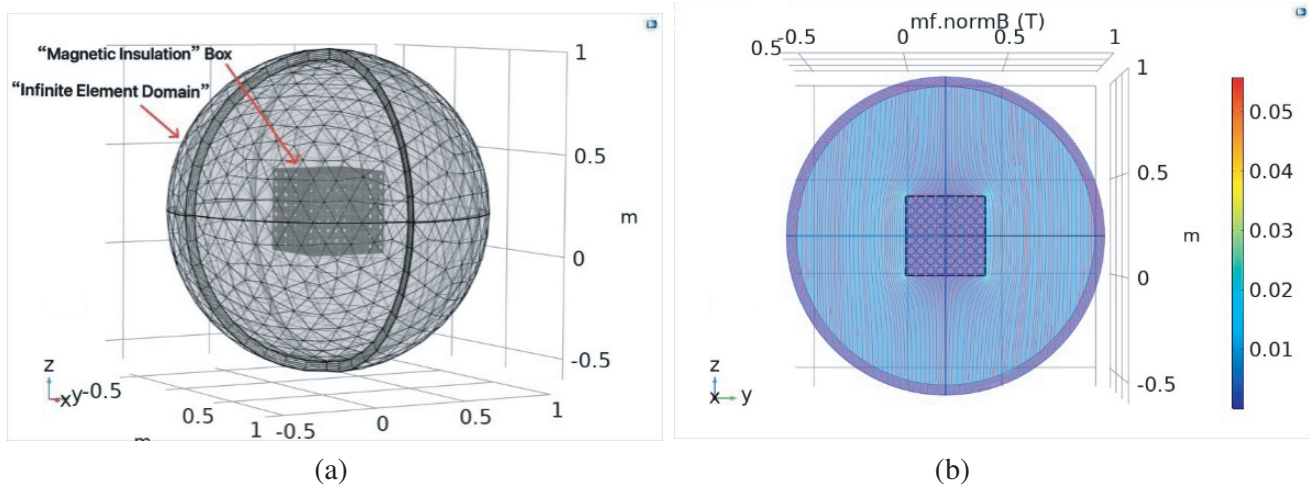 “Magnetic Insulation” Box
“Infinite Element Domain”
1
0.5
m
0
-0.5
z
y
x
-0.5
0.5
1
-0.5
0
0.5
1
(a)
mf.normB (T)
0.5
-0.5
0
0.5
1
1
0.5
m
0
-0.5
z
x
y
0.05
0.04
0.03
0.02
0.01
(b)